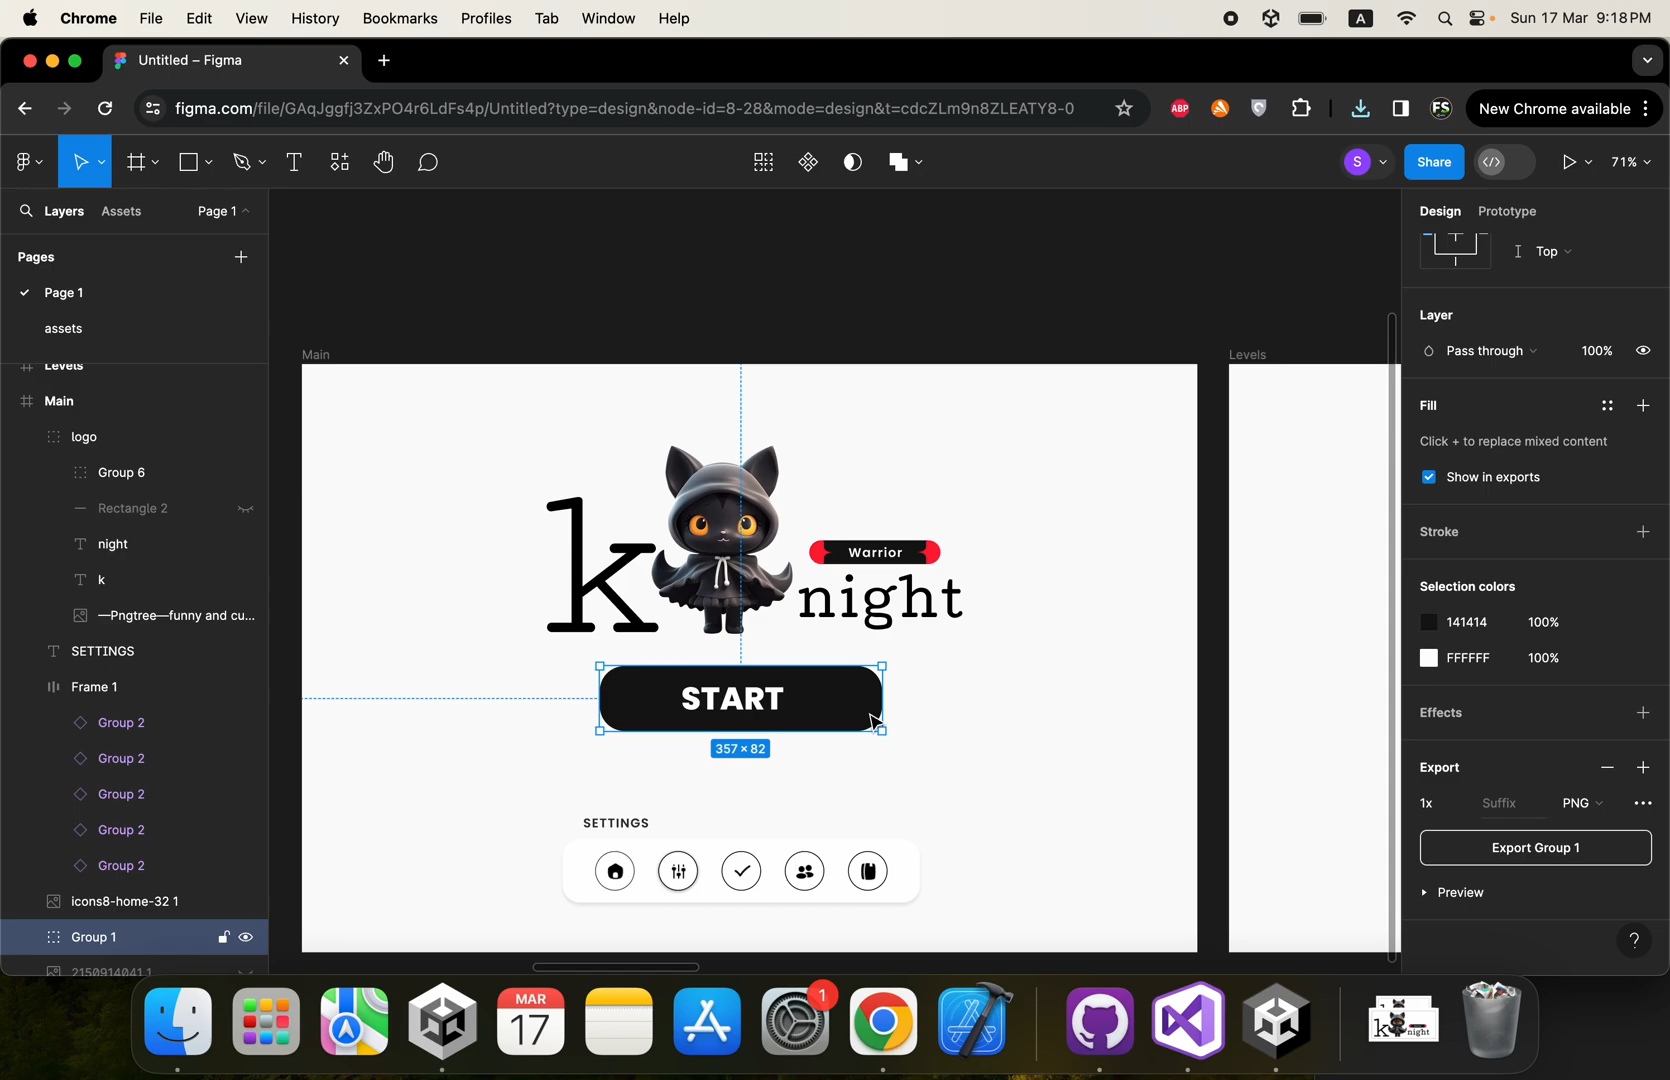 Chrome File Edit View History Bookmarks Profiles Tab Window Help A Sun 17 Mar 9:18 PM
Untitled – Figma
figma.com/file/GAqJggfj3ZxPO4r6LdFs4p/Untitled?type=design&node-id=8-28&mode=design&t=cdcZLm9n8ZLEATY8-0 ABP FS New Chrome available
S Share 71%
Layers Assets Page 1
Pages
Page 1
assets
Levels
Main
logo
Group 6
Rectangle 2
night
k
—Pngtree—funny and cu...
SETTINGS
Frame 1
Group 2
Group 2
Group 2
Group 2
Group 2
icons8-home-32 1
Group 1
2150914041 1
Main
Levels
k
Warrior
night
START
357 × 82
SETTINGS
Design Prototype
Top
Layer
Pass through 100%
Fill
Click + to replace mixed content
Show in exports
Stroke
Selection colors
141414 100%
FFFFFF 100%
Effects
Export
1x Suffix PNG
Export Group 1
Preview
?
MAR
17
1
k night